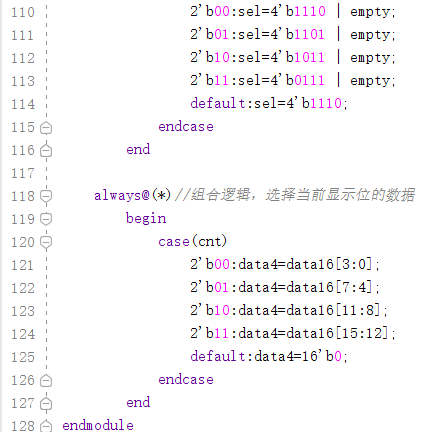 110 2'b00:sel=4'b1110 | empty;
111 2'b01:sel=4'b1101 | empty;
112 2'b10:sel=4'b1011 | empty;
113 2'b11:sel=4'b0111 | empty;
114 default:sel=4'b1110;
115 endcase
116 end
117
118 always@(*)//组合逻辑，选择当前显示位的数据
119 begin
120 case(cnt)
121 2'b00:data4=data16[3:0];
122 2'b01:data4=data16[7:4];
123 2'b10:data4=data16[11:8];
124 2'b11:data4=data16[15:12];
125 default:data4=16'b0;
126 endcase
127 end
128 endmodule